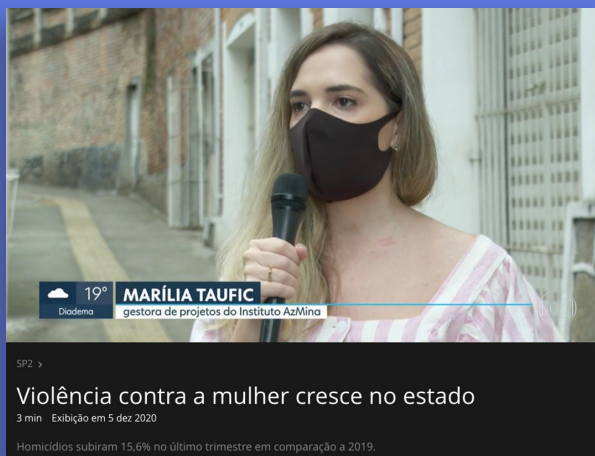 19° MARÍLIA TAUFIC
Diadema gestora de projetos do Instituto AzMina
SP2 >
Violência contra a mulher cresce no estado
3 min Exibição em 5 dez 2020
Homicídios subiram 15,6% no último trimestre em comparação a 2019.